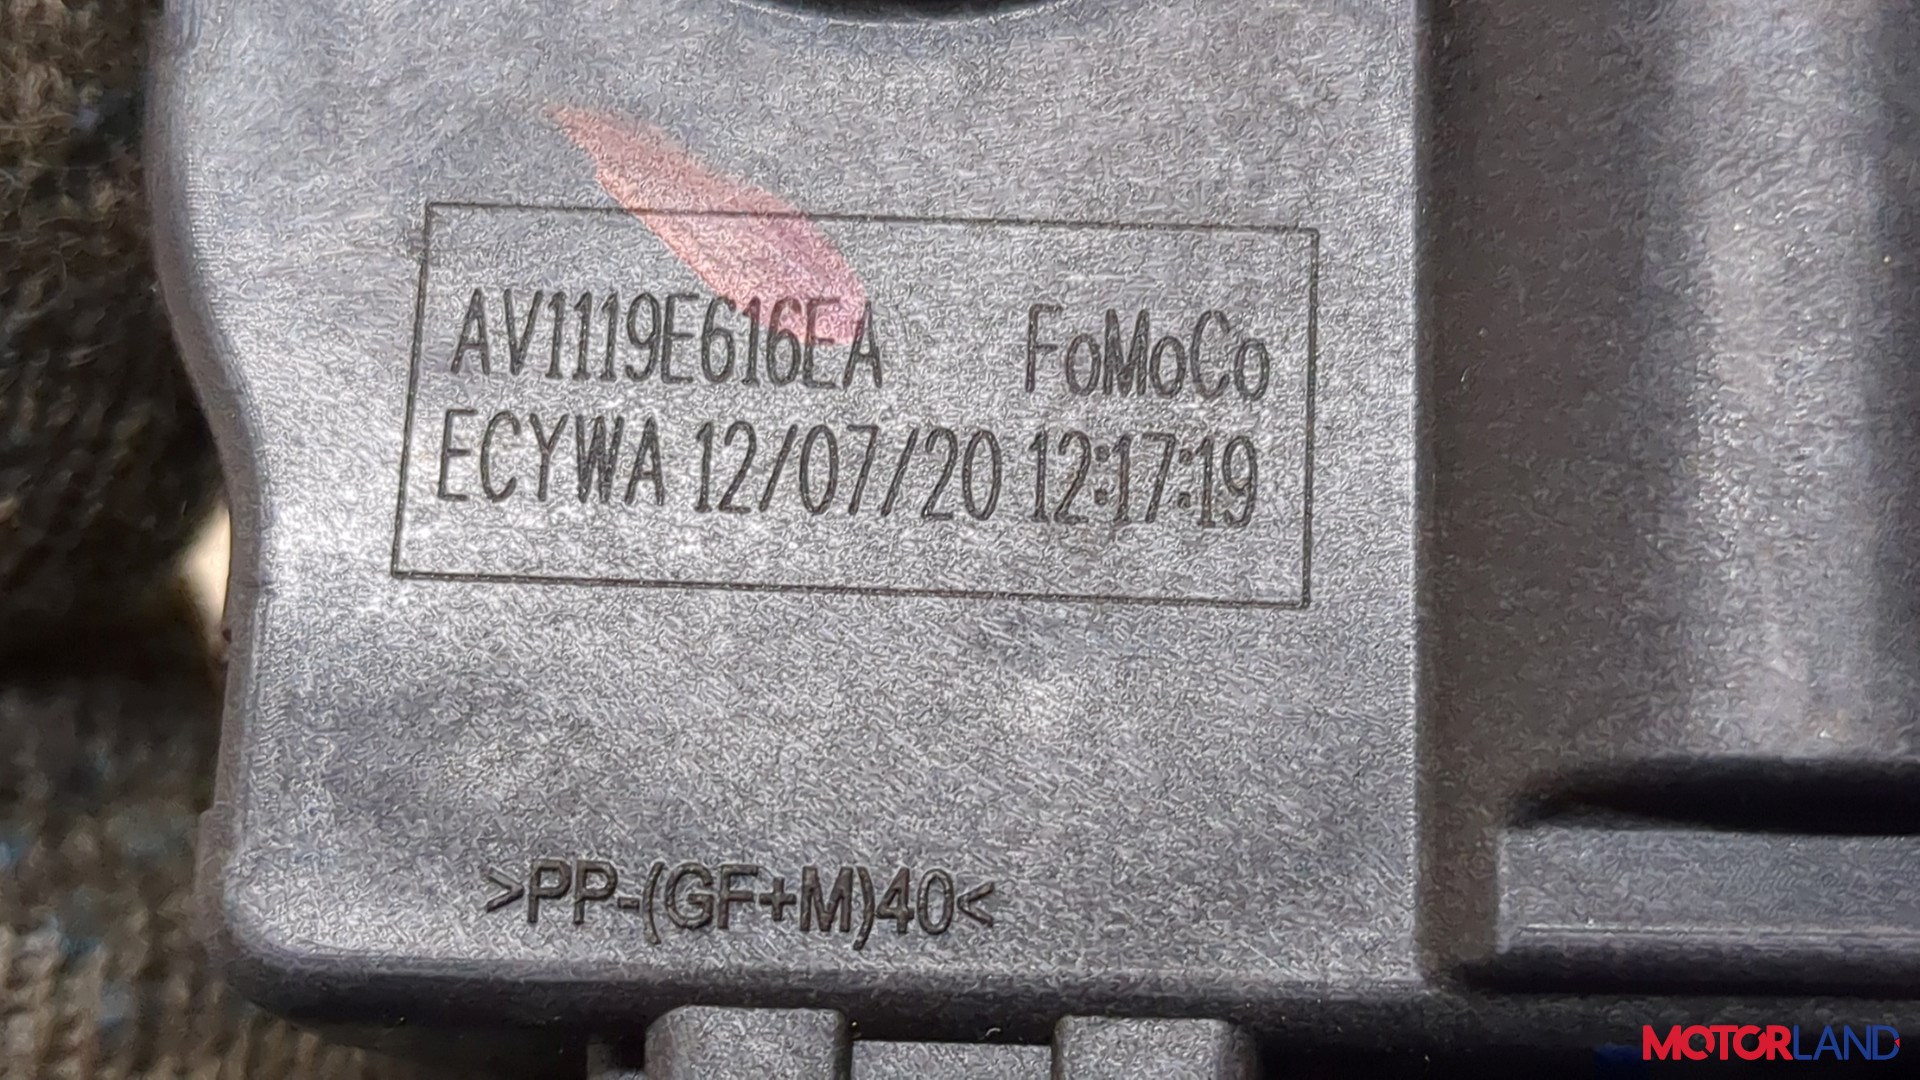 AV1119E616EA FoMoCo
ECYWA 12/07/20 12:17:19
>PP-(GF+M)40<
MOTORLAND